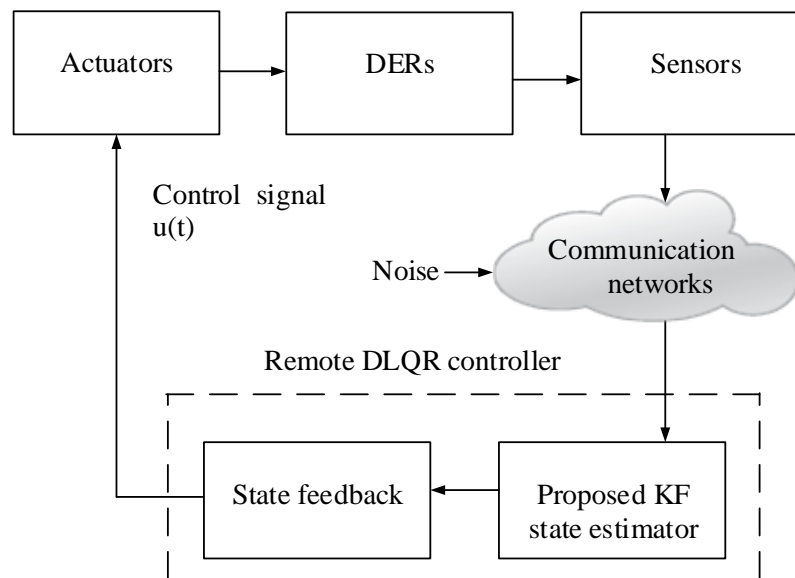 Actuators
DERs
Sensors
Control signal
u(t)
Noise
Communication
networks
Remote DLQR controller
State feedback
Proposed KF
state estimator